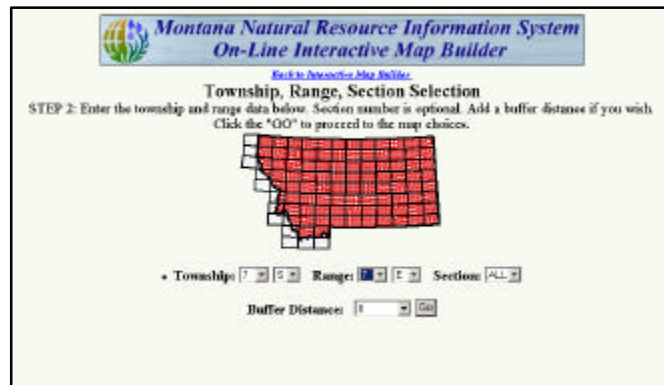 Montana Natural Resource Information System
On-Line Interactive Map Builder
Back to Interactive Map Builder
Township, Range, Section Selection
STEP 2: Enter the township and range data below. Section number is optional. Add a buffer distance if you wish.
Click the "GO" to proceed to the map choices.
• Township: 7 S Range: 7 E Section: ALL
Buffer Distance: Go